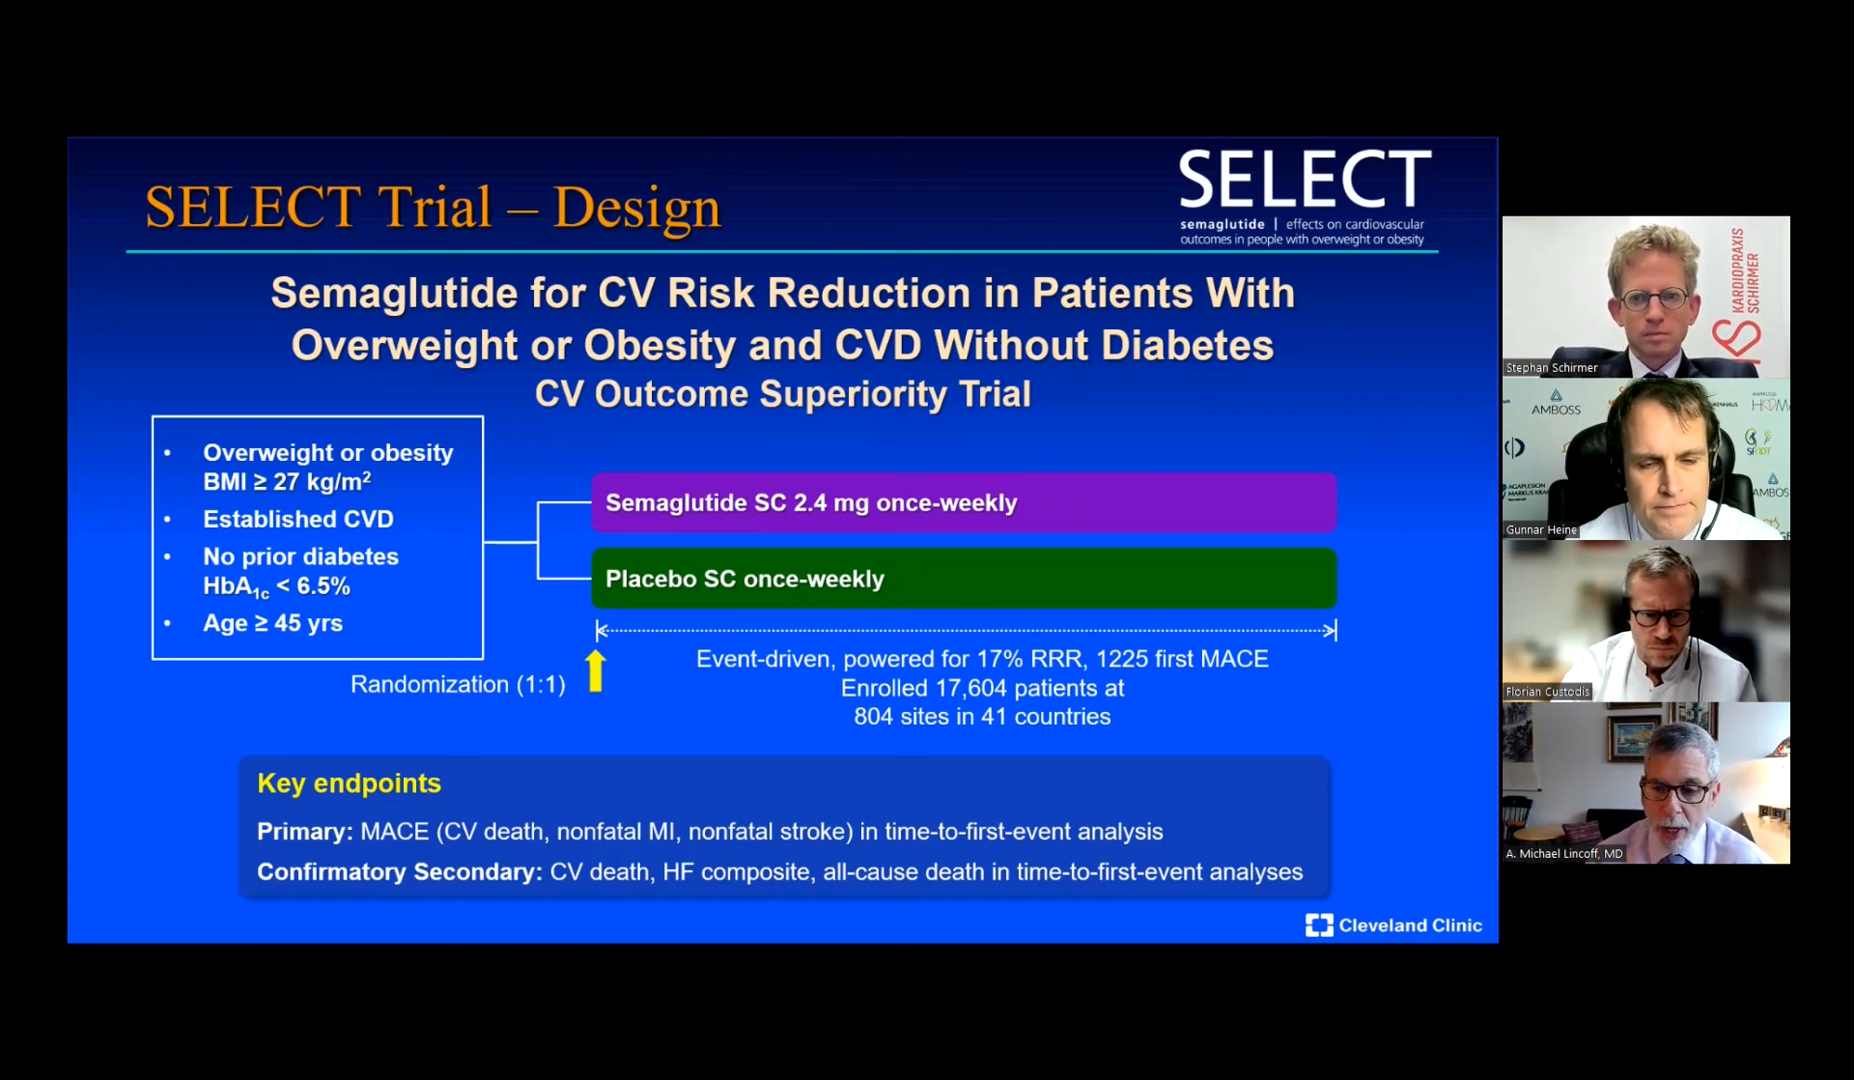 SELECT Trial – Design
SELECT
semaglutide | effects on cardiovascular
outcomes in people with overweight or obesity
Semaglutide for CV Risk Reduction in Patients With
Overweight or Obesity and CVD Without Diabetes
CV Outcome Superiority Trial
• Overweight or obesity
BMI ≥ 27 kg/m²
• Established CVD
• No prior diabetes
HbA1c < 6.5%
• Age ≥ 45 yrs
Semaglutide SC 2.4 mg once-weekly
Placebo SC once-weekly
Randomization (1:1)
Event-driven, powered for 17% RRR, 1225 first MACE
Enrolled 17,604 patients at
804 sites in 41 countries
Key endpoints
Primary: MACE (CV death, nonfatal MI, nonfatal stroke) in time-to-first-event analysis
Confirmatory Secondary: CV death, HF composite, all-cause death in time-to-first-event analyses
Cleveland Clinic
KARDIOPRAXIS
SCHIRMER
Stephan Schirmer
AMBOSS
AGAPLESION
MARKUS KRA
AMBOS
Gunnar Heine
Florian Custodis
A. Michael Lincoff, MD